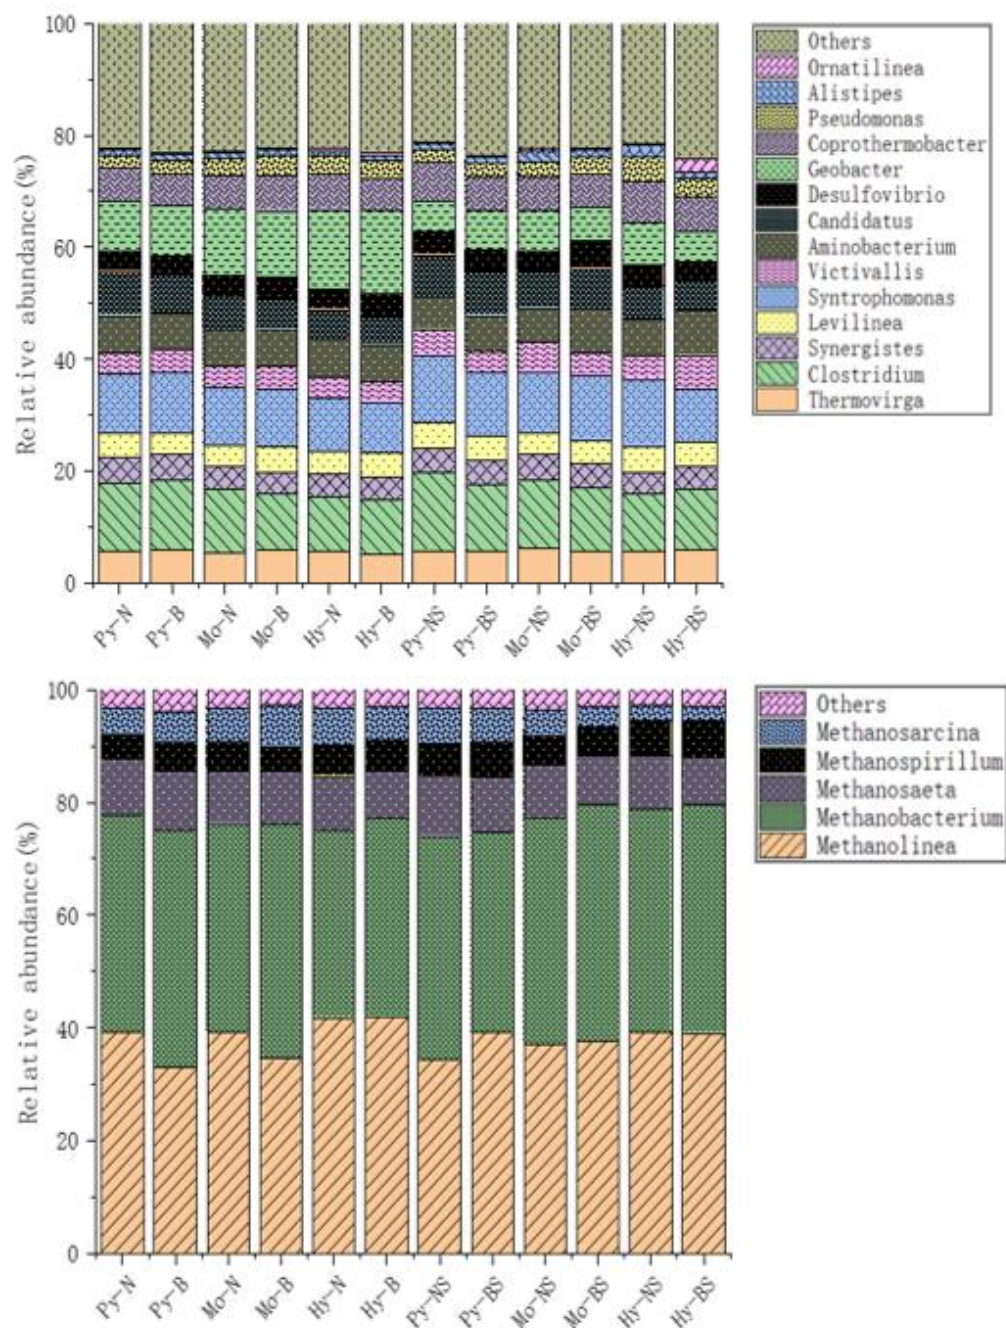 Relative abundance(%)
100
80
60
40
20
0
Py-N
Py-B
Mo-N
Mo-B
Hy-N
Hy-B
Py-NS
Py-BS
Mo-NS
Mo-BS
Hy-NS
Hy-BS
Others
Ornatilinea
Alistipes
Pseudomonas
Coprothermobacter
Geobacter
Desulfovibrio
Candidatus
Aminobacterium
Victivallis
Syntrophomonas
Levilinea
Synergistes
Clostridium
Thermovirga
Relative abundance(%)
100
80
60
40
20
0
Py-N
Py-B
Mo-N
Mo-B
Hy-N
Hy-B
Py-NS
Py-BS
Mo-NS
Mo-BS
Hy-NS
Hy-BS
Others
Methanosarcina
Methanospirillum
Methanosaeta
Methanobacterium
Methanolinea